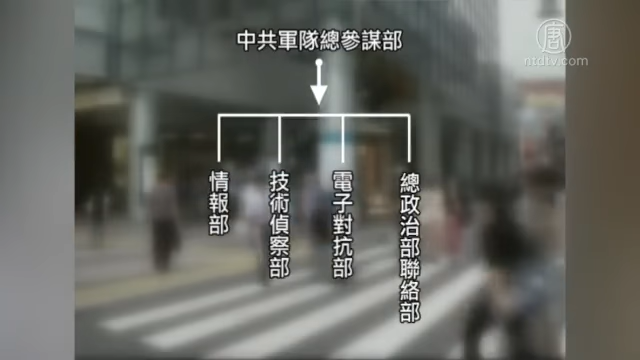 中共軍隊總參謀部
唐
ntdtv.com
情報部
技術偵察部
電子對抗部
總政治部聯絡部